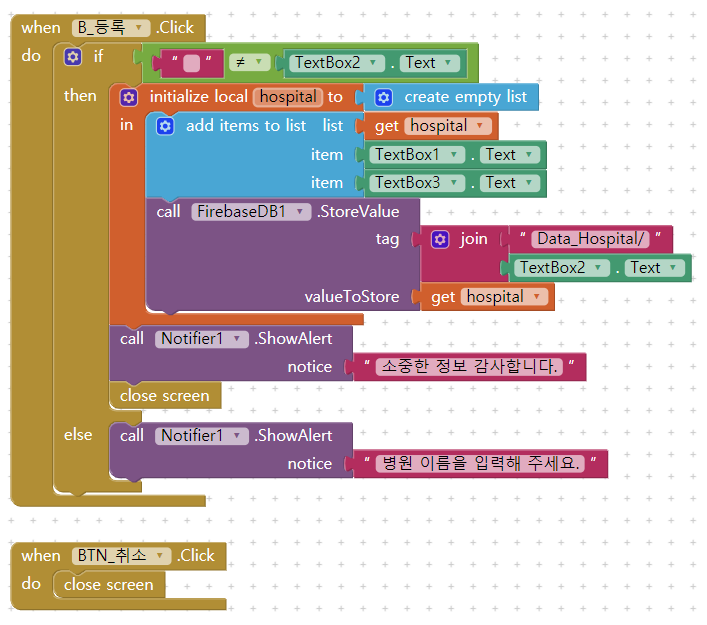 when B_등록 .Click
do if " " ≠ TextBox2 . Text
then initialize local hospital to create empty list
in add items to list list get hospital
item TextBox1 . Text
item TextBox3 . Text
call FirebaseDB1 .StoreValue
tag join " Data_Hospital/ "
TextBox2 . Text
valueToStore get hospital
call Notifier1 .ShowAlert
notice " 소중한 정보 감사합니다. "
close screen
else call Notifier1 .ShowAlert
notice " 병원 이름을 입력해 주세요. "
when BTN_취소 .Click
do close screen